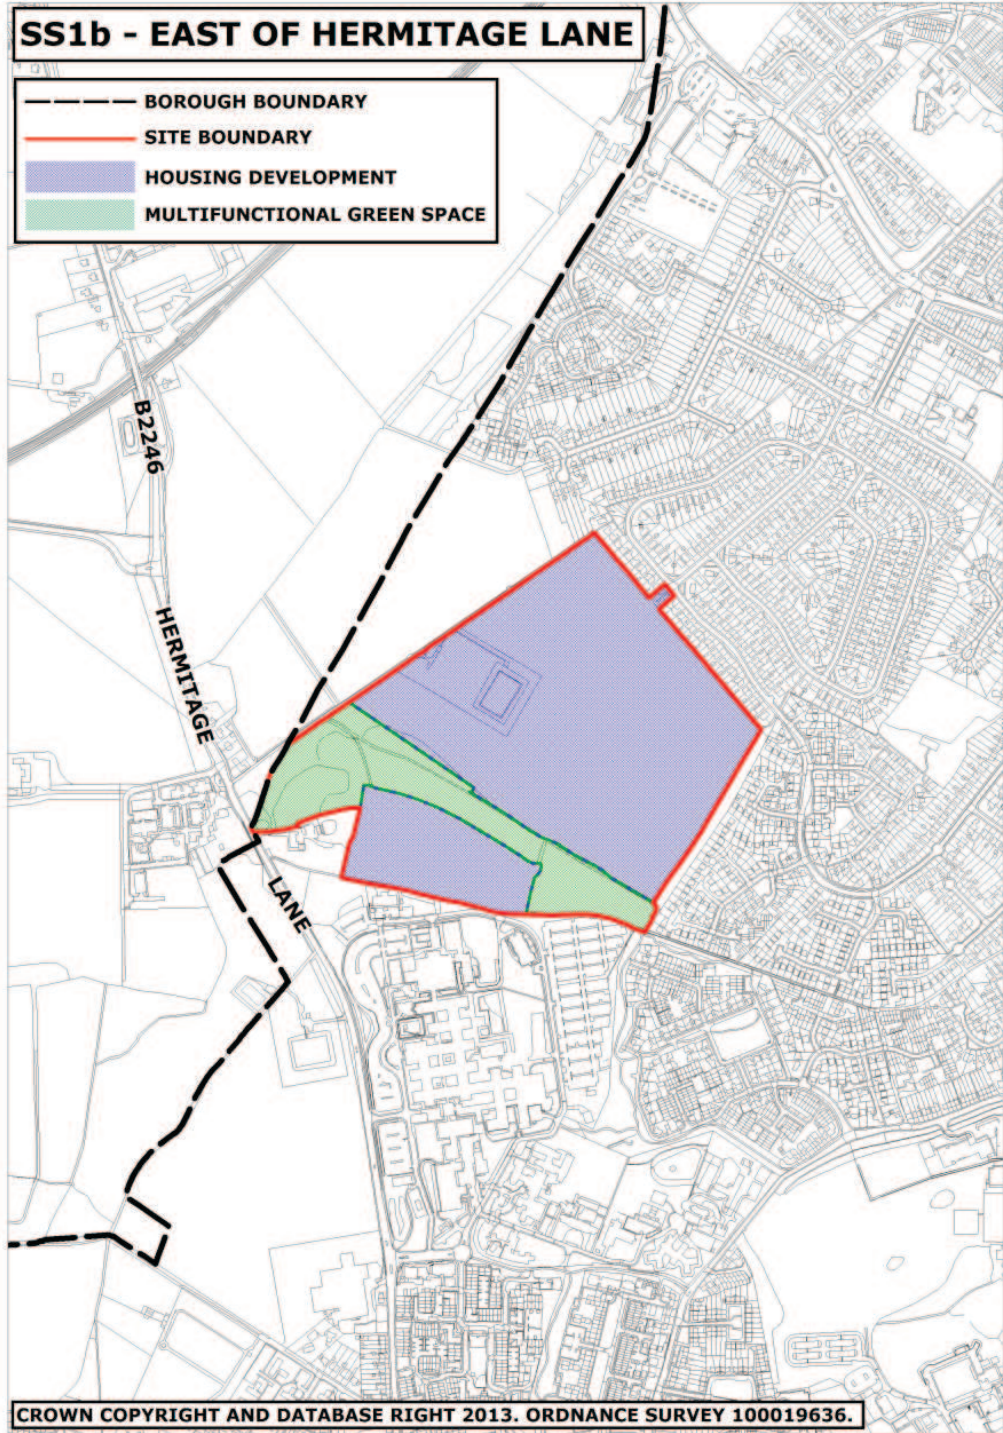 SS1b - EAST OF HERMITAGE LANE
BOROUGH BOUNDARY
SITE BOUNDARY
HOUSING DEVELOPMENT
MULTIFUNCTIONAL GREEN SPACE
B2246
HERMITAGE
LANE
CROWN COPYRIGHT AND DATABASE RIGHT 2013. ORDNANCE SURVEY 100019636.